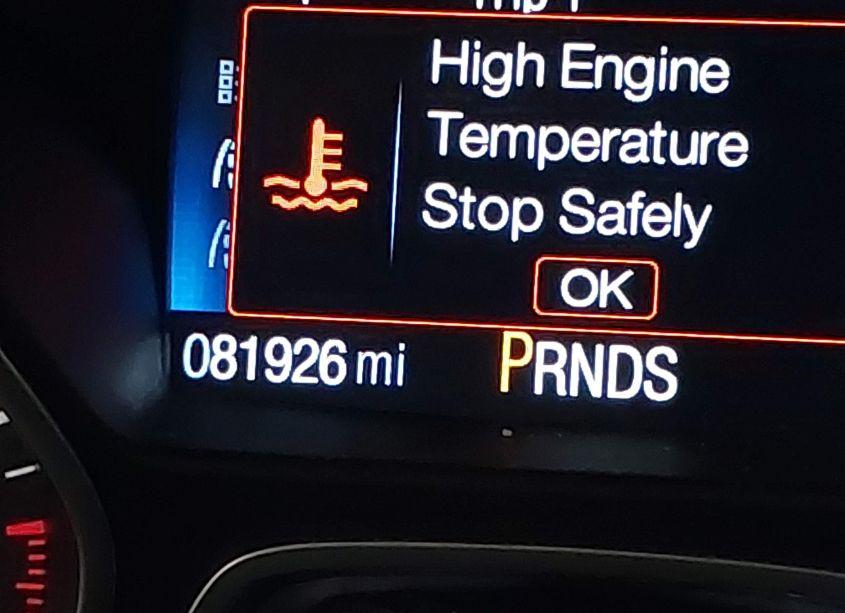 High Engine
Temperature
Stop Safely
OK
081926 mi PRNDS